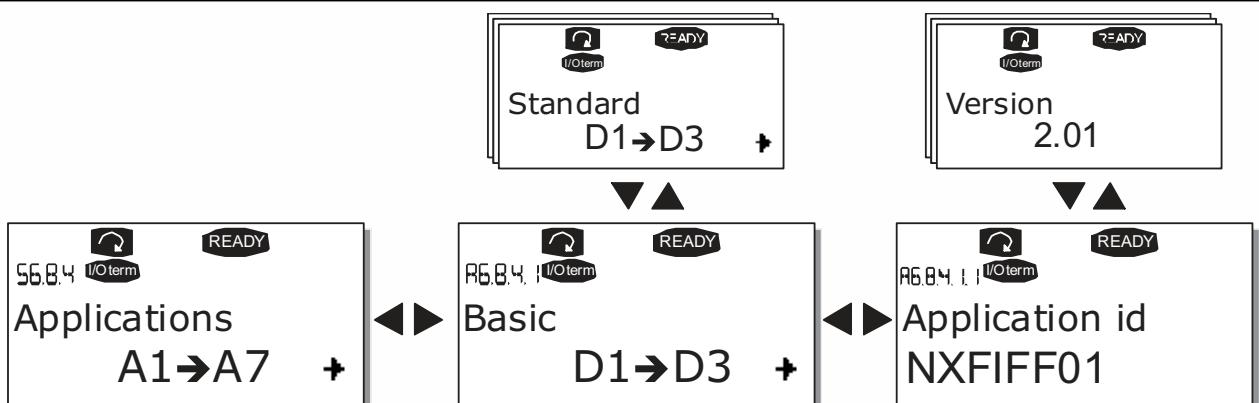 READY
I/Oterm
Standard
D1➔D3
READY
I/Oterm
Version
2.01
READY
S6.8.4 I/Oterm
Applications
A1➔A7
READY
A6.8.4.1 I/Oterm
Basic
D1➔D3
READY
A6.8.4.1.1 I/Oterm
Application id
NXFIFF01